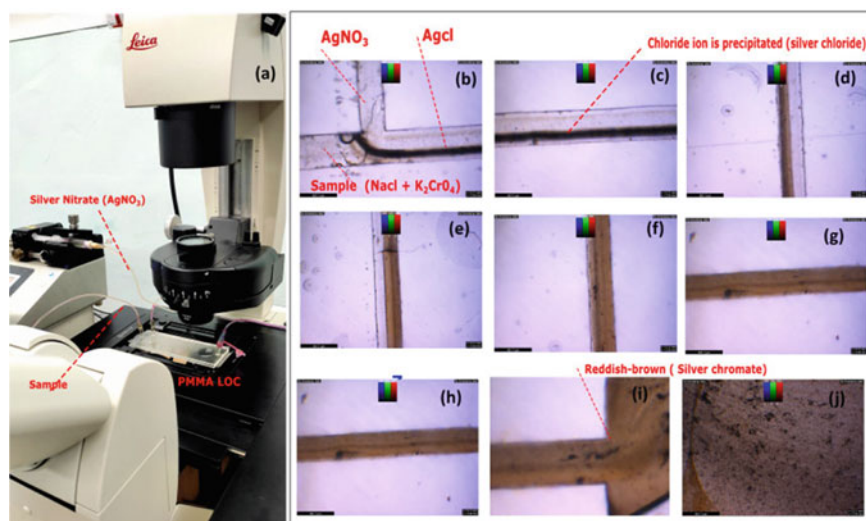 Leica
(a)
Silver Nitrate (AgNO₃)
Sample
PMMA LOC
AgNO₃
Agcl
(b)
Sample (Nacl + K₂CrO₄)
Chloride ion is precipitated (silver chloride)
(c)
(d)
(e)
(f)
(g)
Reddish-brown ( Silver chromate)
(h)
(i)
(j)